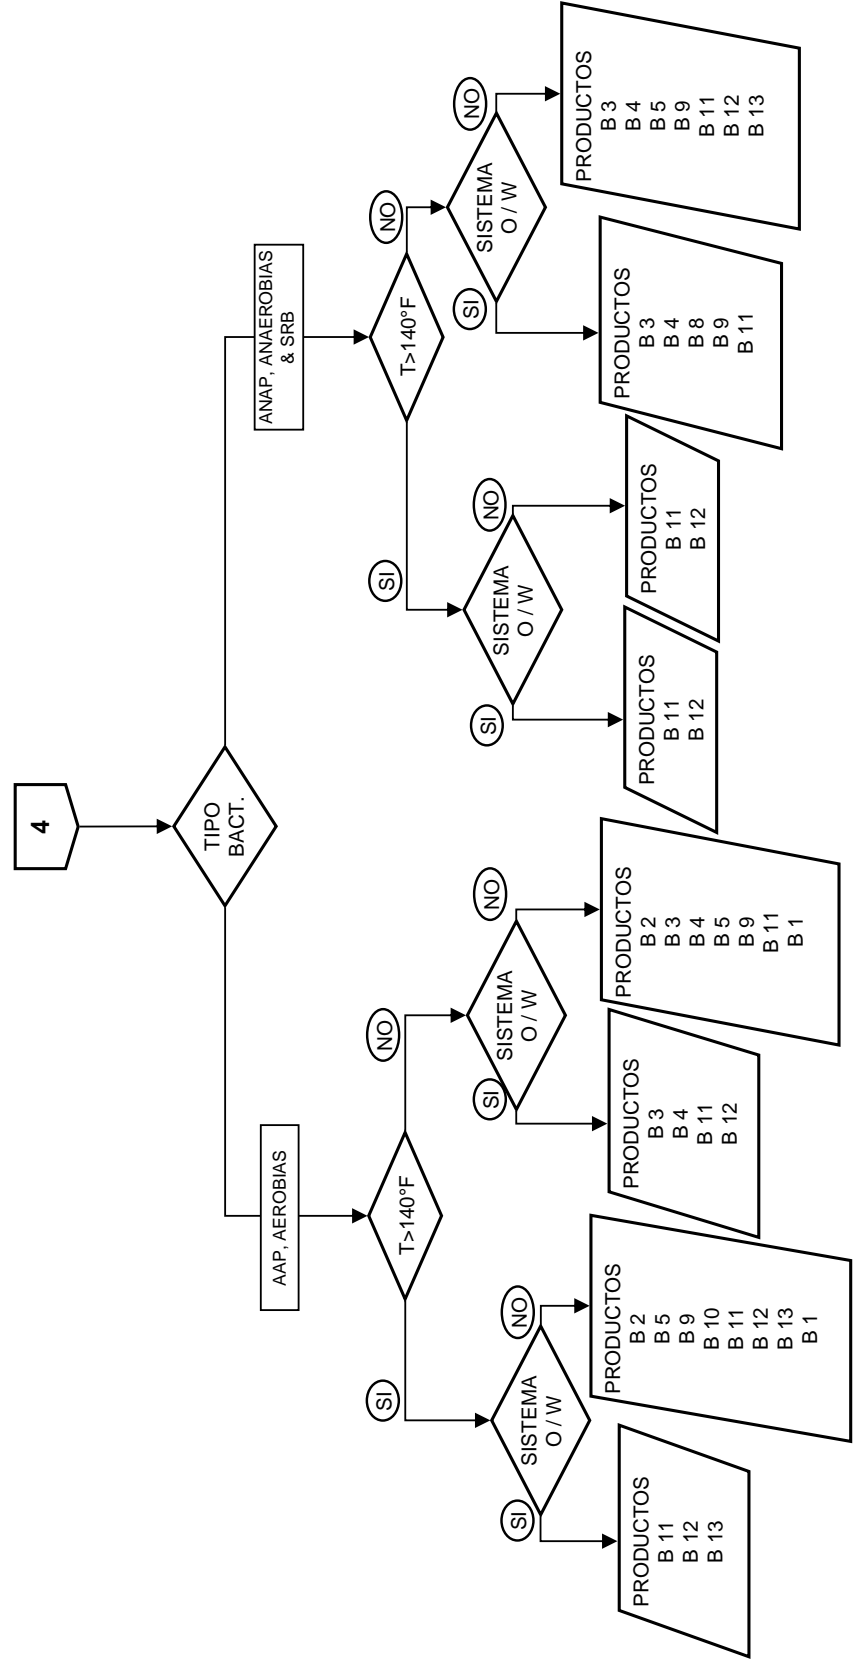 4
TIPO
BACT.
AAP, AEROBIAS
ANAP, ANAEROBIAS
& SRB
T>140°F
T>140°F
SI
NO
SI
NO
SISTEMA
O / W
SISTEMA
O / W
SISTEMA
O / W
SISTEMA
O / W
SI
NO
SI
NO
SI
NO
SI
NO
PRODUCTOS
B 11
B 12
B 13
PRODUCTOS
B 2
B 5
B 9
B 10
B 11
B 12
B 13
B 1
PRODUCTOS
B 3
B 4
B 11
B 12
PRODUCTOS
B 2
B 3
B 4
B 5
B 9
B 11
B 1
PRODUCTOS
B 11
B 12
PRODUCTOS
B 11
B 12
PRODUCTOS
B 3
B 4
B 8
B 9
B 11
PRODUCTOS
B 3
B 4
B 5
B 9
B 11
B 12
B 13